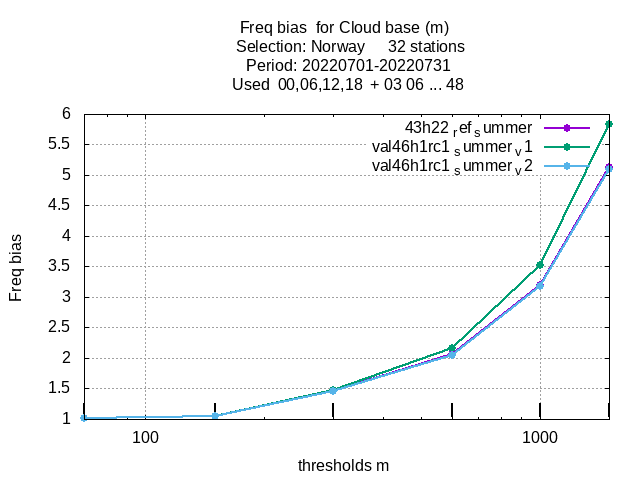 Freq bias  for Cloud base (m)
Selection: Norway     32 stations
Period: 20220701-20220731
Used  00,06,12,18  + 03 06 ... 48
43h22 ref summer
val46h1rc1 summer v1
val46h1rc1 summer v2
6
5.5
5
4.5
4
3.5
3
2.5
2
1.5
1
Freq bias
100
1000
thresholds m